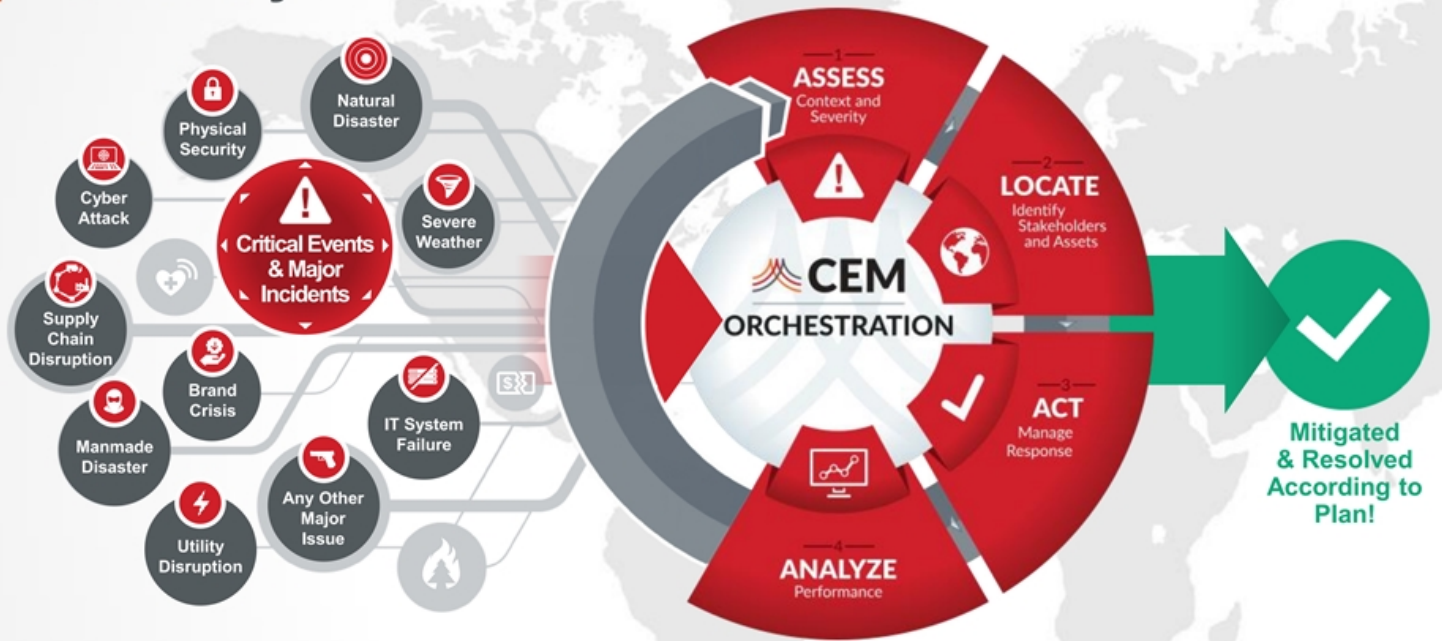 Natural
Disaster
Physical
Security
Cyber
Attack
Severe
Weather
Critical Events
& Major
Incidents
Supply
Chain
Disruption
Brand
Crisis
IT System
Failure
Manmade
Disaster
Any Other
Major
Issue
Utility
Disruption
1
ASSESS
Context and
Severity
2
LOCATE
Identify
Stakeholders
and Assets
CEM
ORCHESTRATION
3
ACT
Manage
Response
4
ANALYZE
Performance
Mitigated
& Resolved
According to
Plan!